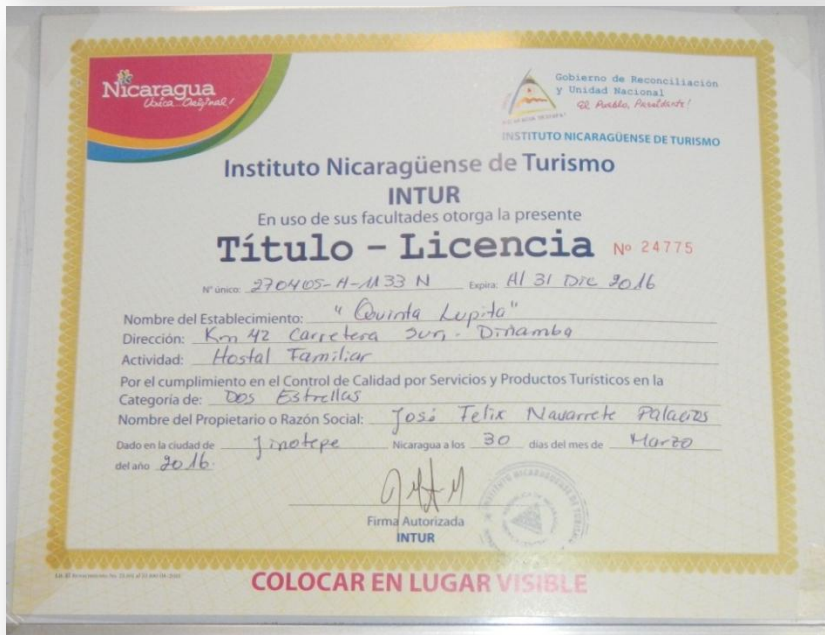 Nicaragua
Unica... Original!
Gobierno de Reconciliación
y Unidad Nacional
El Pueblo, Presidente!
INSTITUTO NICARAGÜENSE DE TURISMO
Instituto Nicaragüense de Turismo
INTUR
En uso de sus facultades otorga la presente
Título - Licencia Nº 24775
Nº único: 270405-H-1133 N Expira: Al 31 Dic 2016
Nombre del Establecimiento: "Quinta Lupita"
Dirección: Km 42 Carretera Sur, - Diriamba
Actividad: Hostal Familiar
Por el cumplimiento en el Control de Calidad por Servicios y Productos Turísticos en la
Categoría de: Dos Estrellas
Nombre del Propietario o Razón Social: José Felix Navarrete Palacios
Dado en la ciudad de Jinotepe Nicaragua a los 30 días del mes de Marzo
del año 2016.
Firma Autorizada
INTUR
COLOCAR EN LUGAR VISIBLE